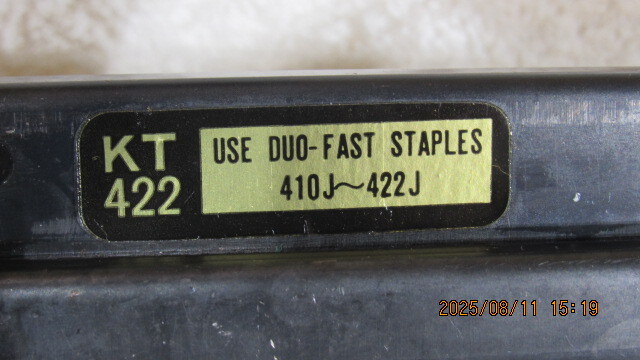 KT
422
USE DUO-FAST STAPLES
410J~422J
2025/08/11 15:19